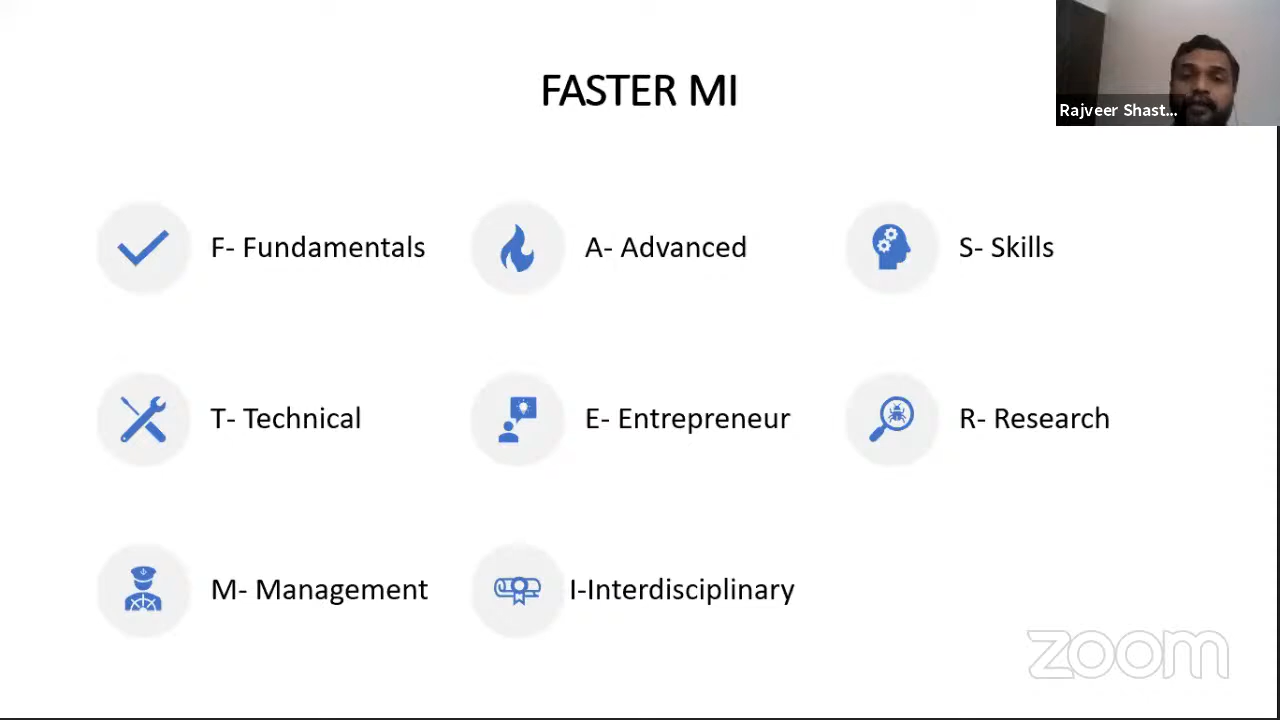 FASTER MI
Rajveer Shast...
F- Fundamentals
A- Advanced
S- Skills
T- Technical
E- Entrepreneur
R- Research
M- Management
I-Interdisciplinary
zoom